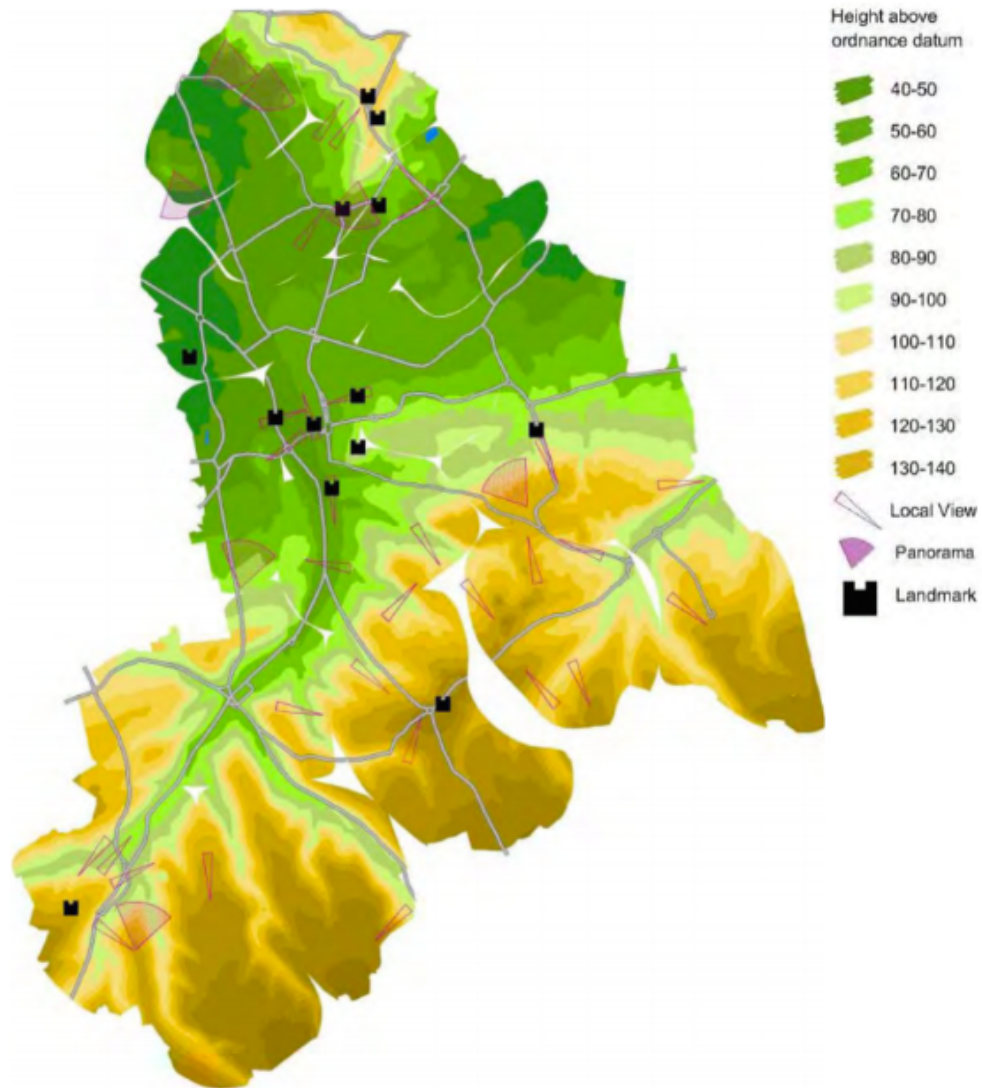 Height above
ordnance datum
40-50
50-60
60-70
70-80
80-90
90-100
100-110
110-120
120-130
130-140
Local View
Panorama
Landmark